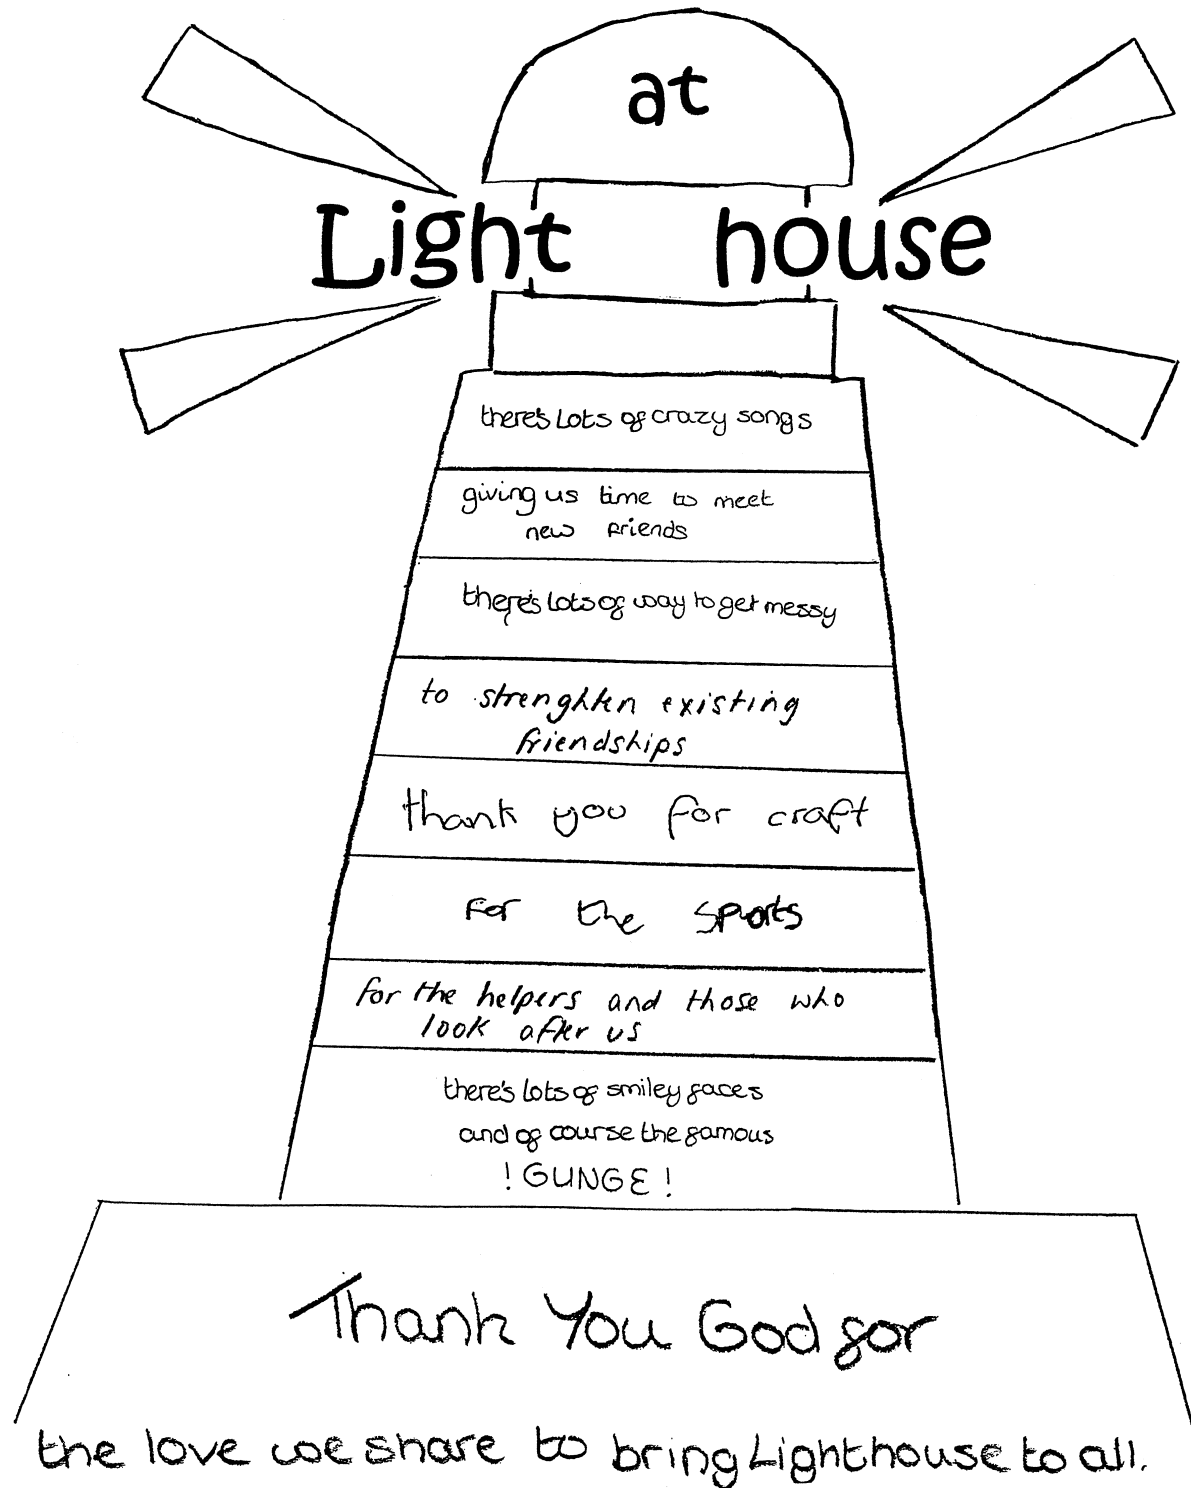 at
Light house
there's lots of crazy songs
giving us time to meet
new friends
there's lots of way to get messy
to strenghten existing
friendships
thank you for craft
for the sports
for the helpers and those who
look after us
there's lots of smiley faces
and of course the famous
! GUNGE !
Thank You God for
the love we share to bring Lighthouse to all.